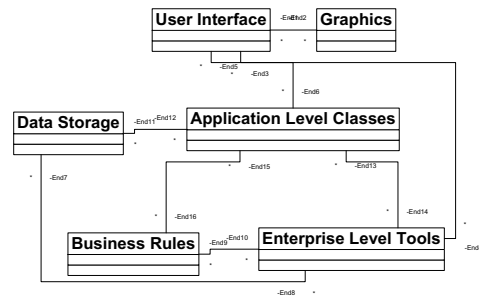 User Interface
-End1
-End2
Graphics
*
*
*
-End5
*
-End3
-End6
*
Data Storage
-End11
-End12
Application Level Classes
*
*
*
-End7
*
-End15
*
-End13
*
-End16
*
-End14
*
-End
Business Rules
-End9
-End10
Enterprise Level Tools
*
*
-End8
*